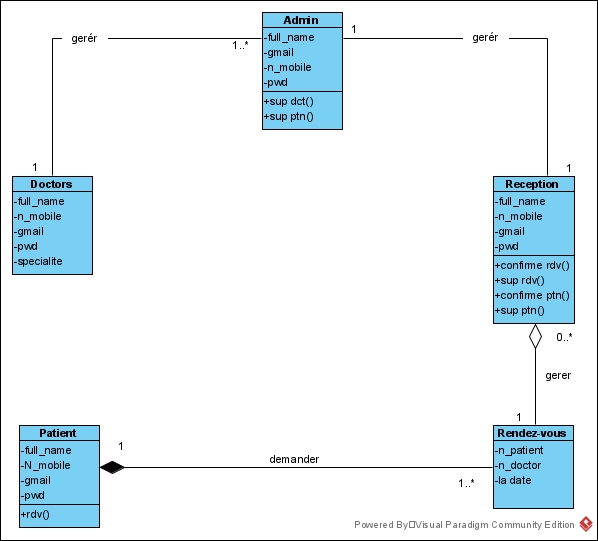 Admin
-full_name
-gmail
-n_mobile
-pwd
+sup dct()
+sup ptn()
gerér
1..*
1
gerér
1
1
Doctors
-full_name
-n_mobile
-gmail
-pwd
-specialite
Reception
-full_name
-n_mobile
-gmail
-pwd
+confirme rdv()
+sup rdv()
+confirme ptn()
+sup ptn()
0..*
gerer
1
Patient
-full_name
-N_mobile
-gmail
-pwd
+rdv()
1
demander
1..*
Rendez-vous
-n_patient
-n_doctor
-la date
Powered By Visual Paradigm Community Edition